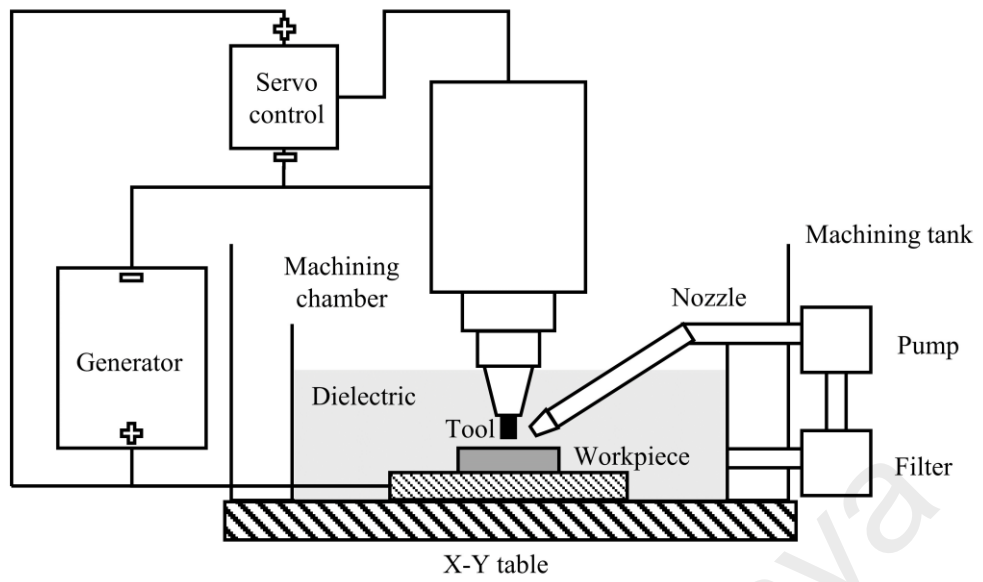 Servo
control
Machining tank
Machining
chamber
Nozzle
Generator
Pump
Dielectric
Tool
Workpiece
Filter
X-Y table